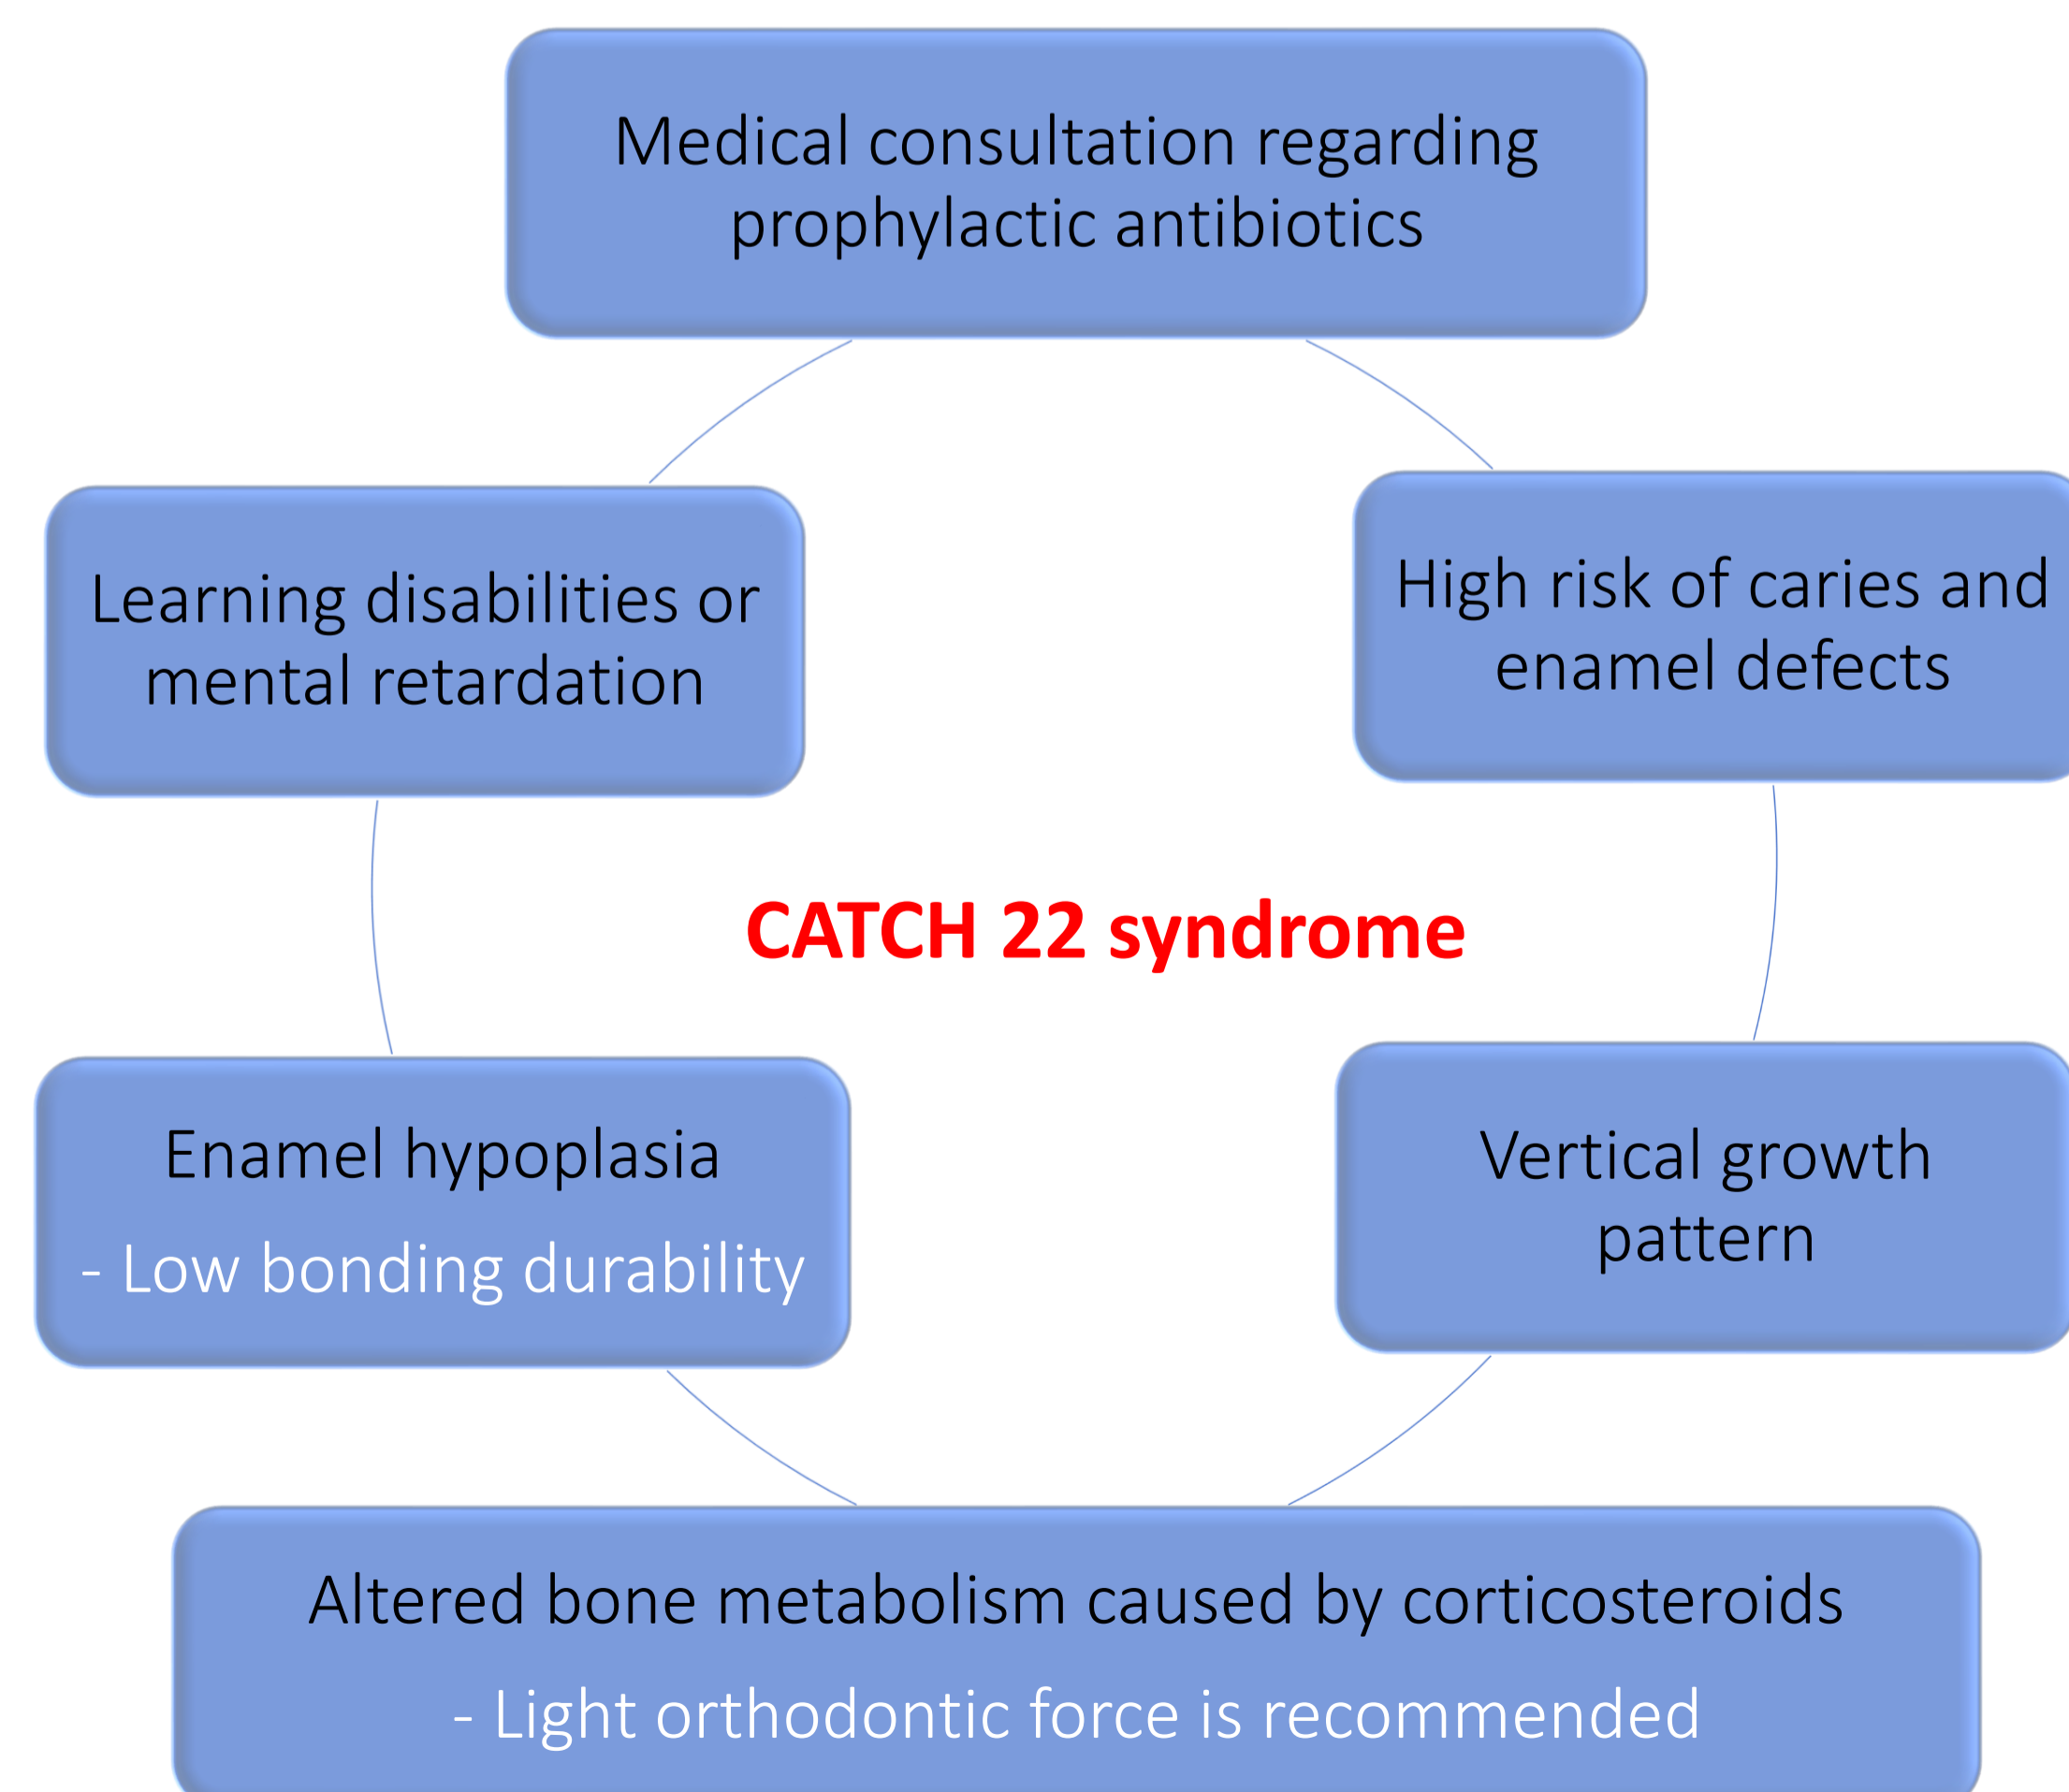 Medical consultation regarding
prophylactic antibiotics
Learning disabilities or
mental retardation
High risk of caries and
enamel defects
CATCH 22 syndrome
Enamel hypoplasia
- Low bonding durability
Vertical growth
pattern
Altered bone metabolism caused by corticosteroids
- Light orthodontic force is recommended